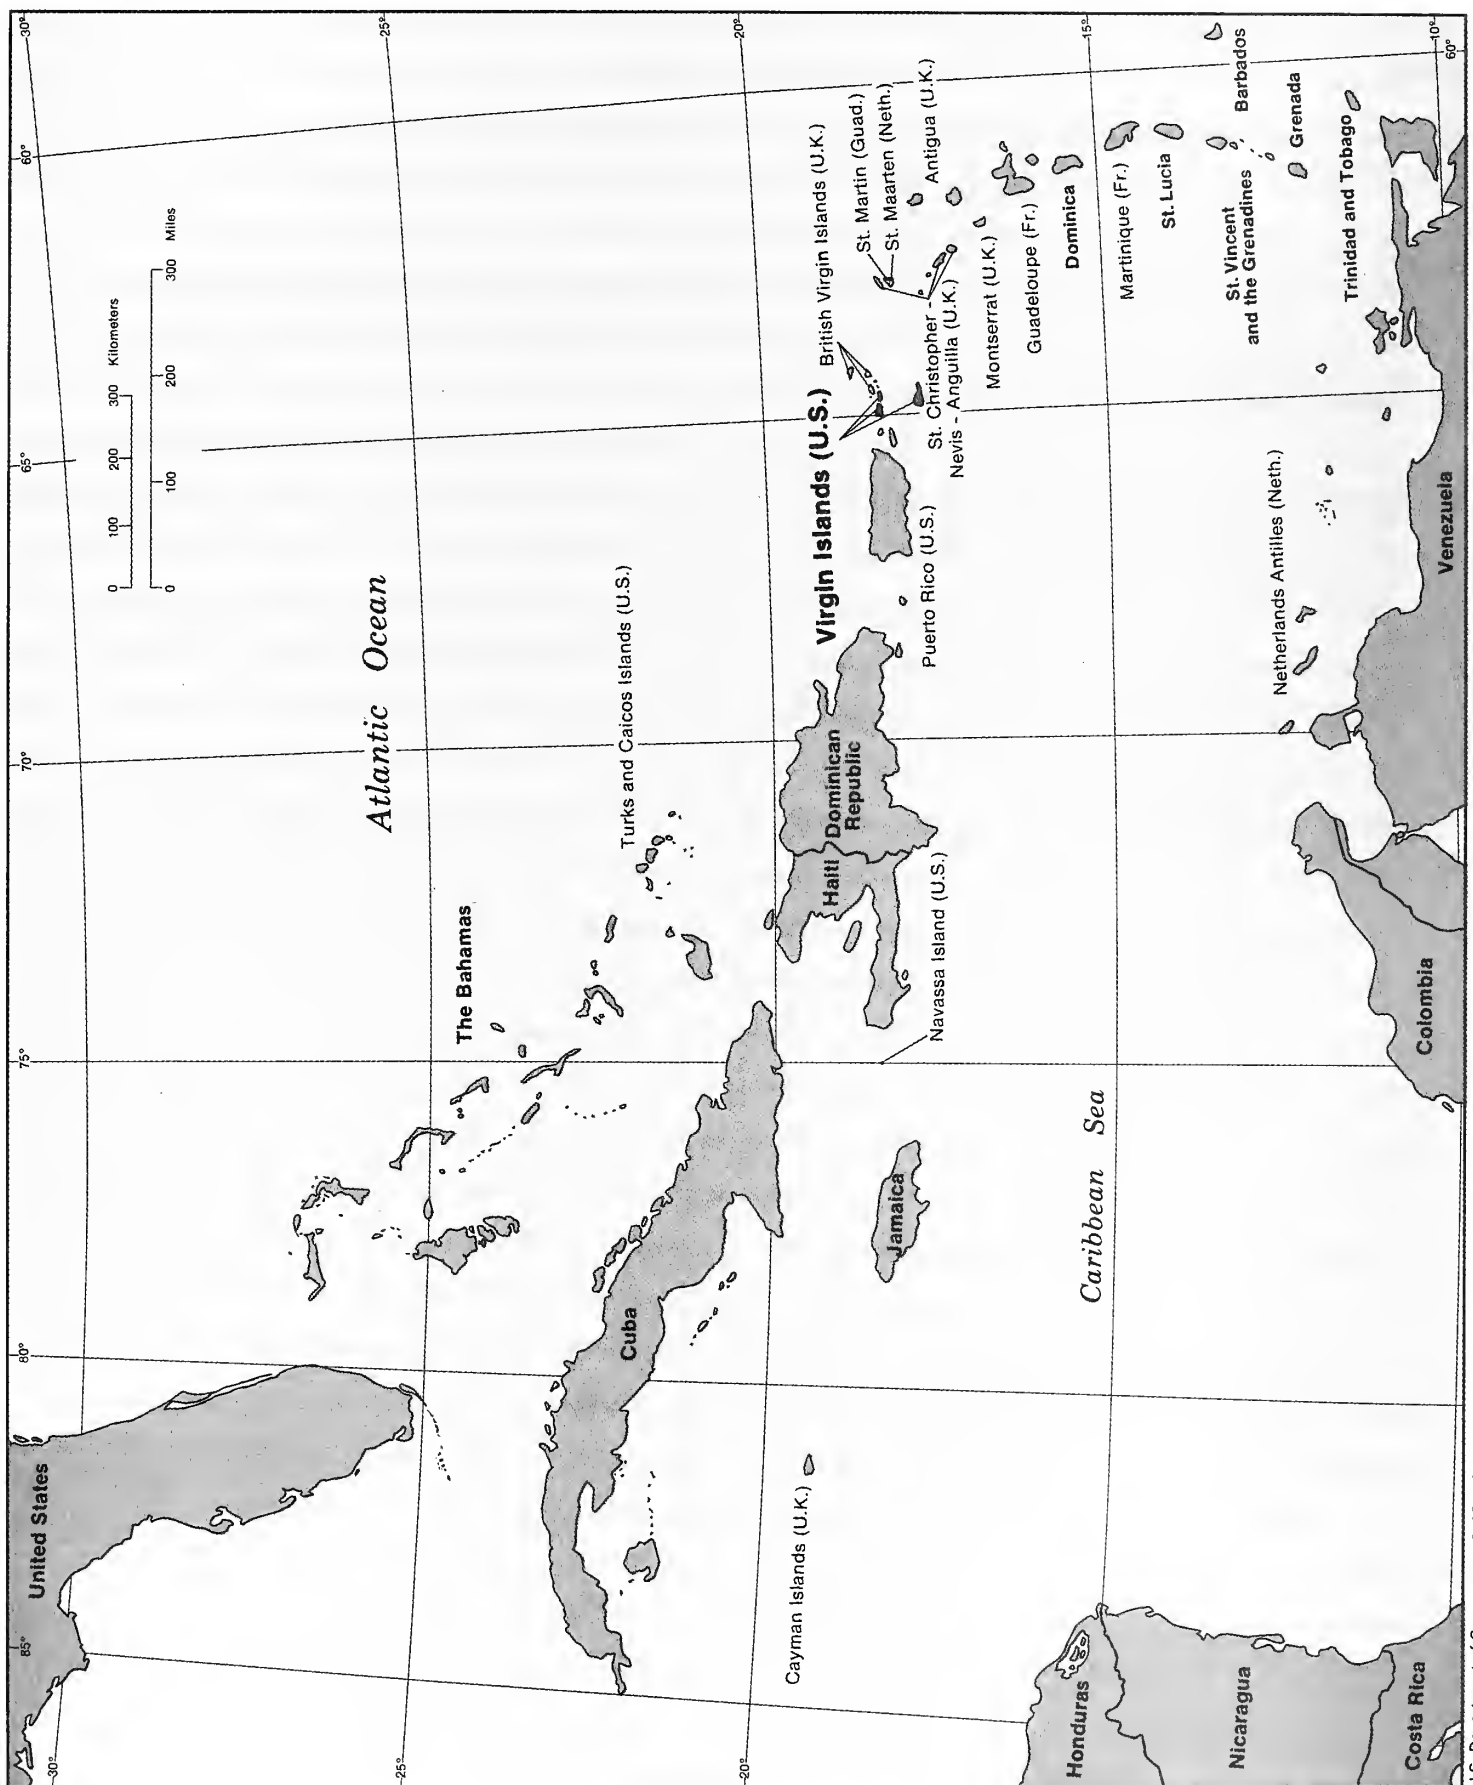 30°
85°
80°
75°
70°
65°
60°
30°
United States
0 100 200 300 Kilometers
0 100 200 300 Miles
25°
25°
Atlantic Ocean
The Bahamas
Turks and Caicos Islands (U.S.)
Cuba
20°
20°
Cayman Islands (U.K.)
Haiti
Dominican
Republic
Virgin Islands (U.S.)
British Virgin Islands (U.K.)
St. Martin (Guad.)
St. Maarten (Neth.)
Antigua (U.K.)
Jamaica
Navassa Island (U.S.)
Puerto Rico (U.S.)
St. Christopher -
Nevis - Anguilla (U.K.)
Montserrat (U.K.)
Guadeloupe (Fr.)
Dominica
15°
Caribbean Sea
Honduras
Martinique (Fr.)
St. Lucia
St. Vincent
and the Grenadines
Barbados
Grenada
Nicaragua
Netherlands Antilles (Neth.)
Trinidad and Tobago
Costa Rica
Colombia
Venezuela
10°
60°